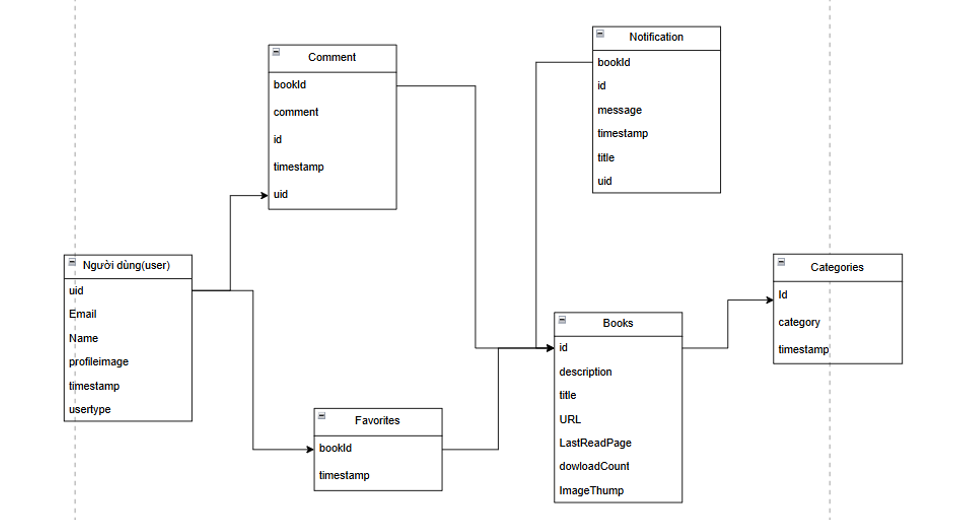 Comment
bookId
comment
id
timestamp
uid
Notification
bookId
id
message
timestamp
title
uid
Người dùng(user)
uid
Email
Name
profileimage
timestamp
usertype
Favorites
bookId
timestamp
Books
id
description
title
URL
LastReadPage
dowloadCount
ImageThump
Categories
Id
category
timestamp